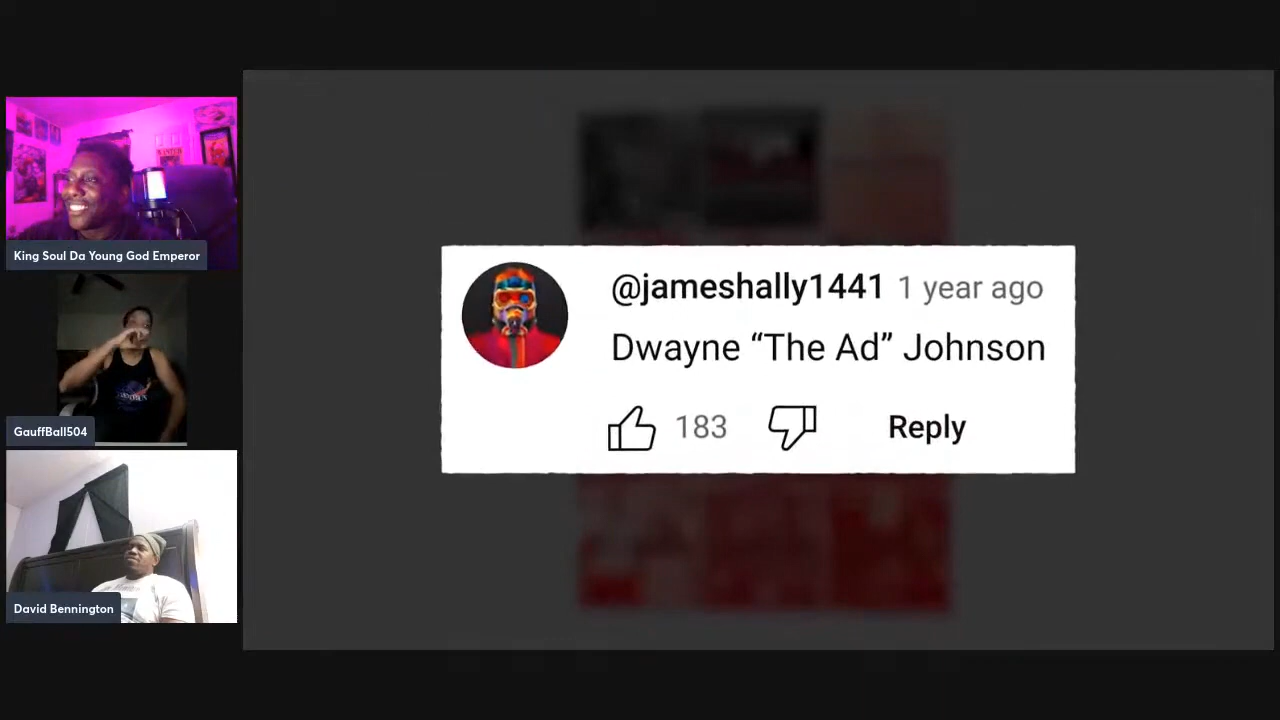 King Soul Da Young God Emperor
GauffBall504
David Bennington
@jameshally1441 1 year ago
Dwayne “The Ad” Johnson
183
Reply